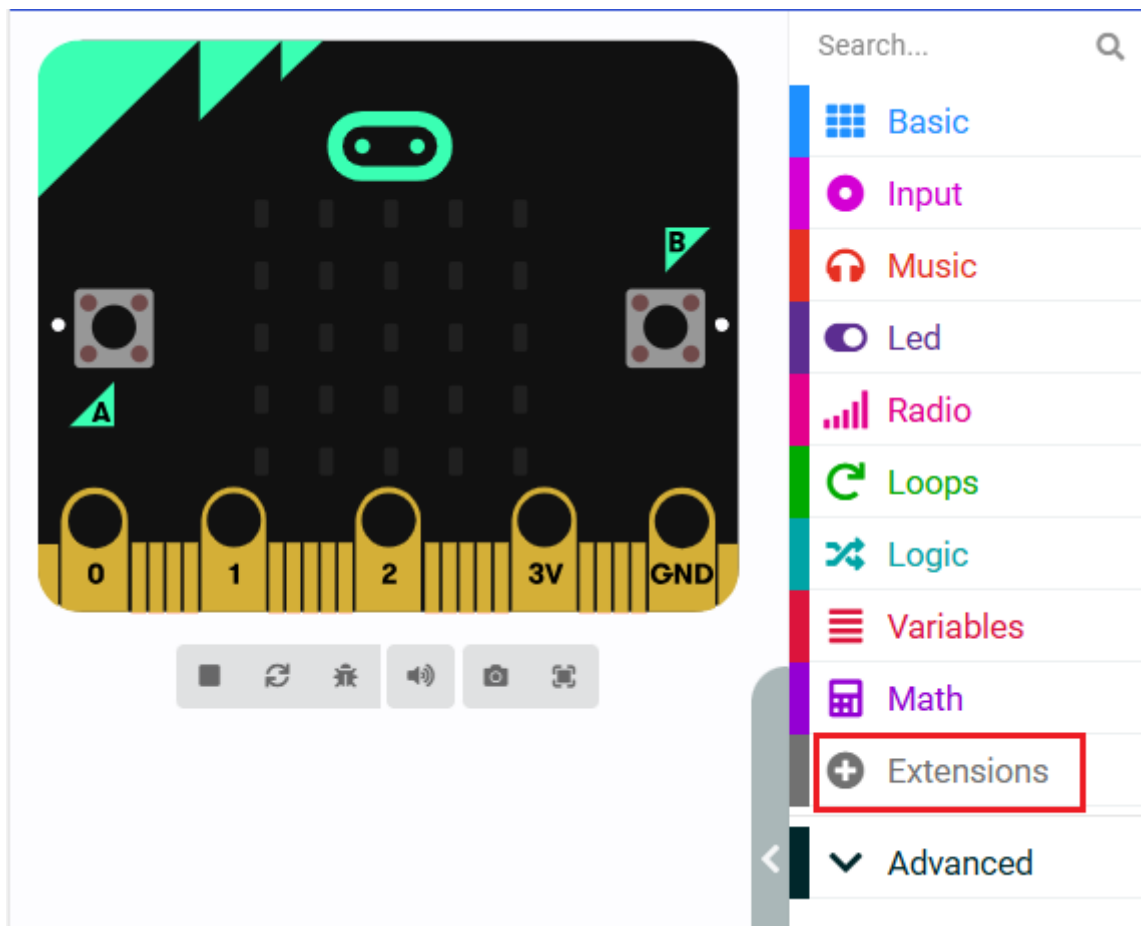 Search...
Basic
Input
Music
Led
Radio
Loops
Logic
Variables
Math
Extensions
Advanced
B
A
0 1 2 3V GND